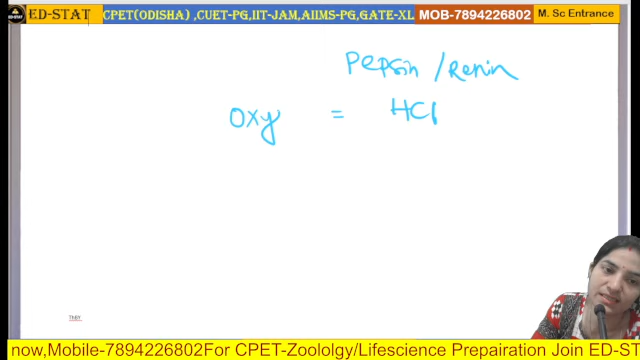 ED-STAT CPET(ODISHA) ,CUET-PG,IIT-JAM,AIIMS-PG,GATE-XL MOB-7894226802 M. Sc Entrance
Pepsin / Renin
Oxy = HCl
now,Mobile-7894226802For CPET-Zoololgy/Lifescience Prepairation Join ED-ST